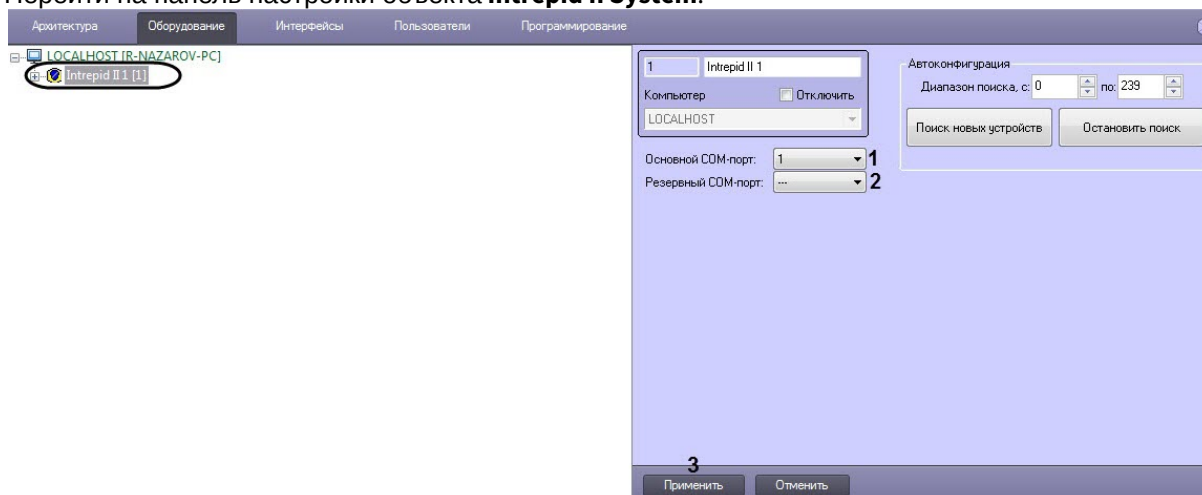 Перейти на панель настройки объекта Intrepid II System.
Архитектура Оборудование Интерфейсы Пользователи Программирование
LOCALHOST [R-NAZAROV-PC]
Intrepid II 1 [1]
1 Intrepid II 1
Компьютер Отключить
LOCALHOST
Основной COM-порт: 1 1
Резервный COM-порт: --- 2
Автоконфигурация
Диапазон поиска, с: 0 по: 239
Поиск новых устройств Остановить поиск
3
Применить Отменить